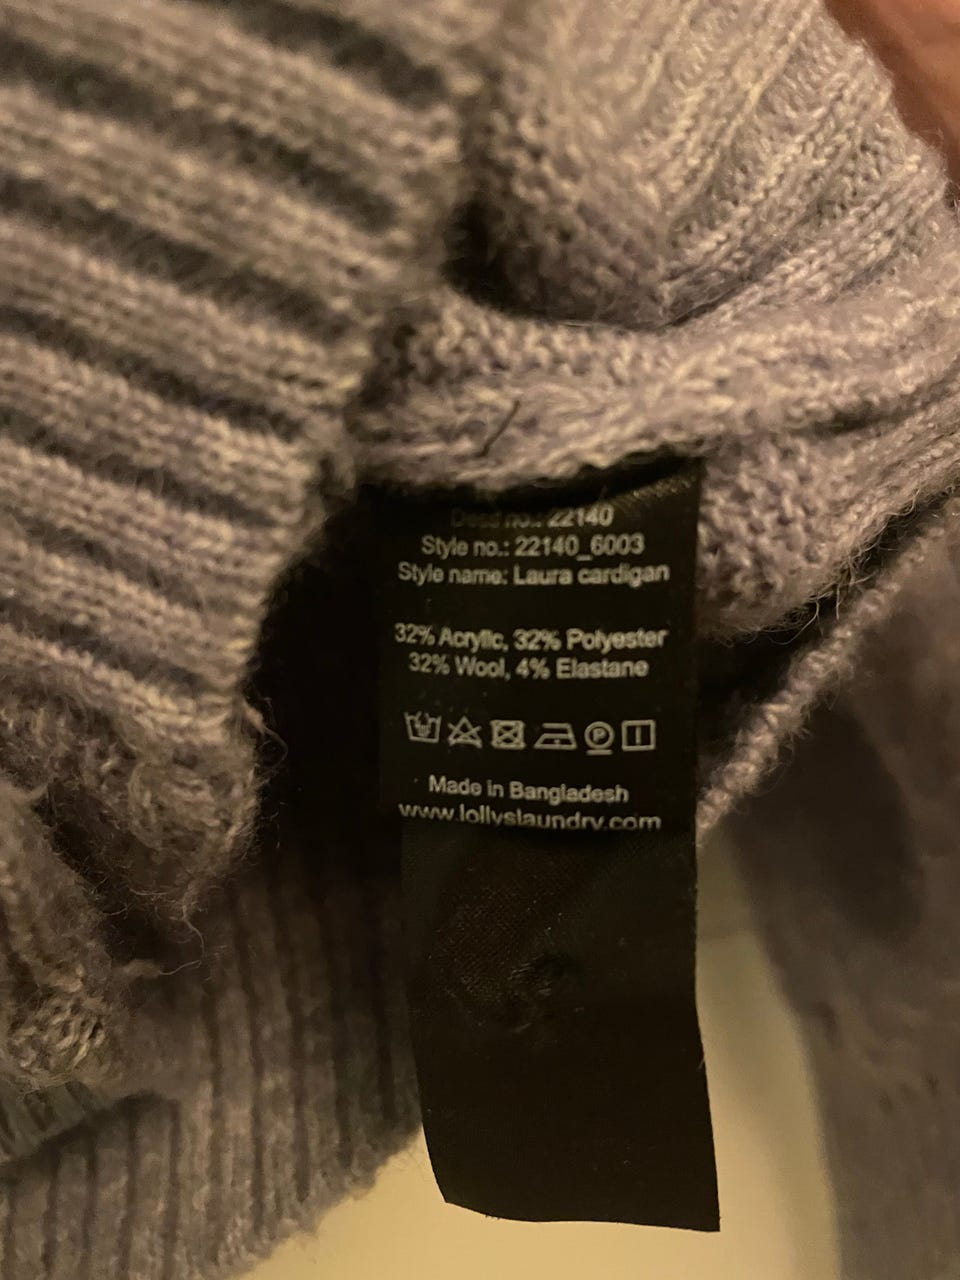 no.: 22140
Style no.: 22140_6003
Style name: Laura cardigan
32% Acrylic, 32% Polyester
32% Wool, 4% Elastane
Made in Bangladesh
www.lollyslaundry.com